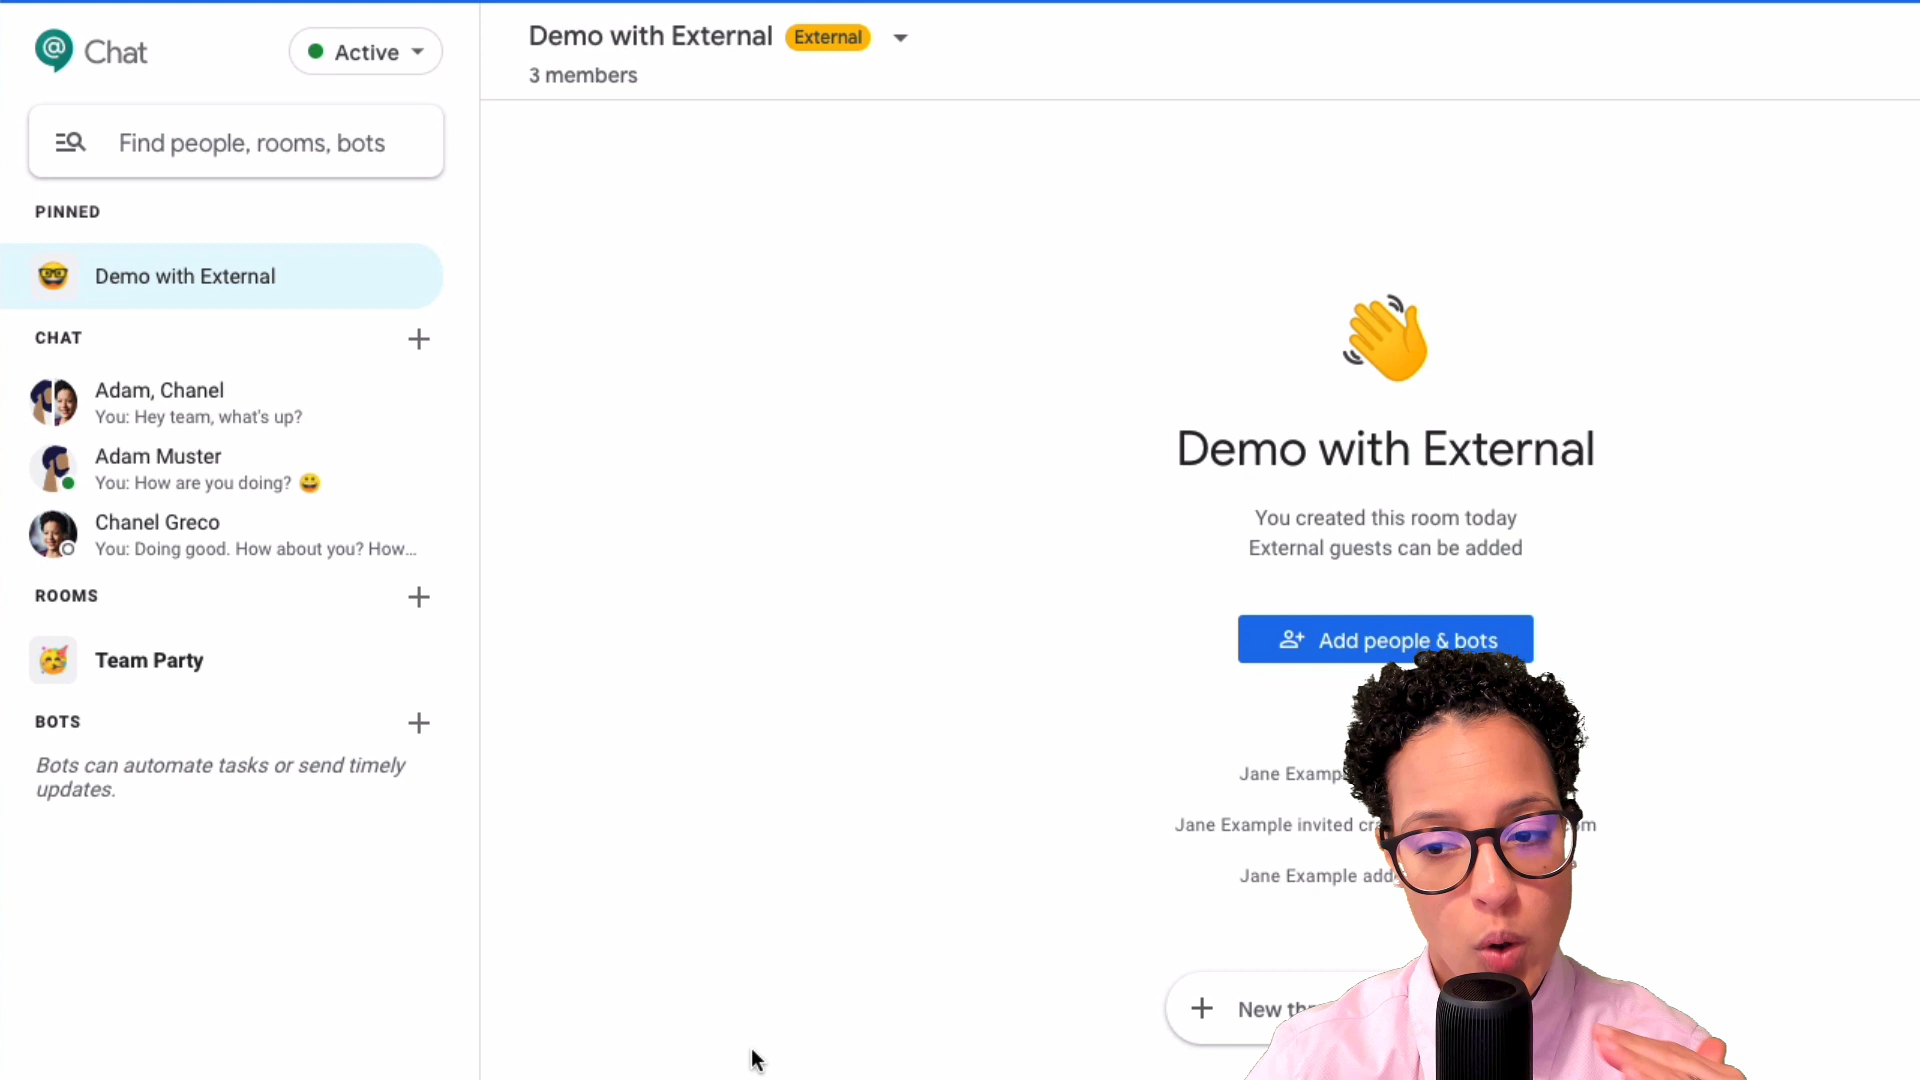 Chat
Active
Find people, rooms, bots
PINNED
Demo with External
CHAT
Adam, Chanel
You: Hey team, what's up?
Adam Muster
You: How are you doing? 😀
Chanel Greco
You: Doing good. How about you? How...
ROOMS
Team Party
BOTS
Bots can automate tasks or send timely
updates.
Demo with External External
3 members
Demo with External
You created this room today
External guests can be added
Add people & bots
Jane
Jane Example invited
Jane Example
New